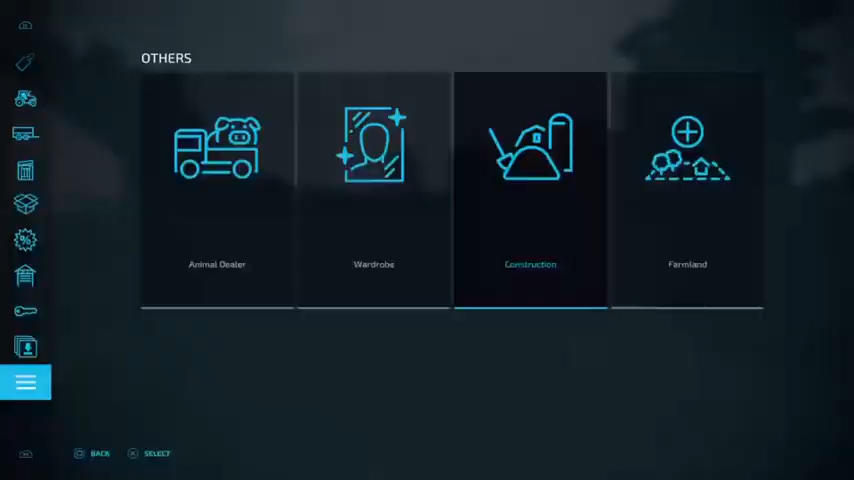 OTHERS
Animal Dealer
Wardrobe
Construction
Farmland
BACK
SELECT